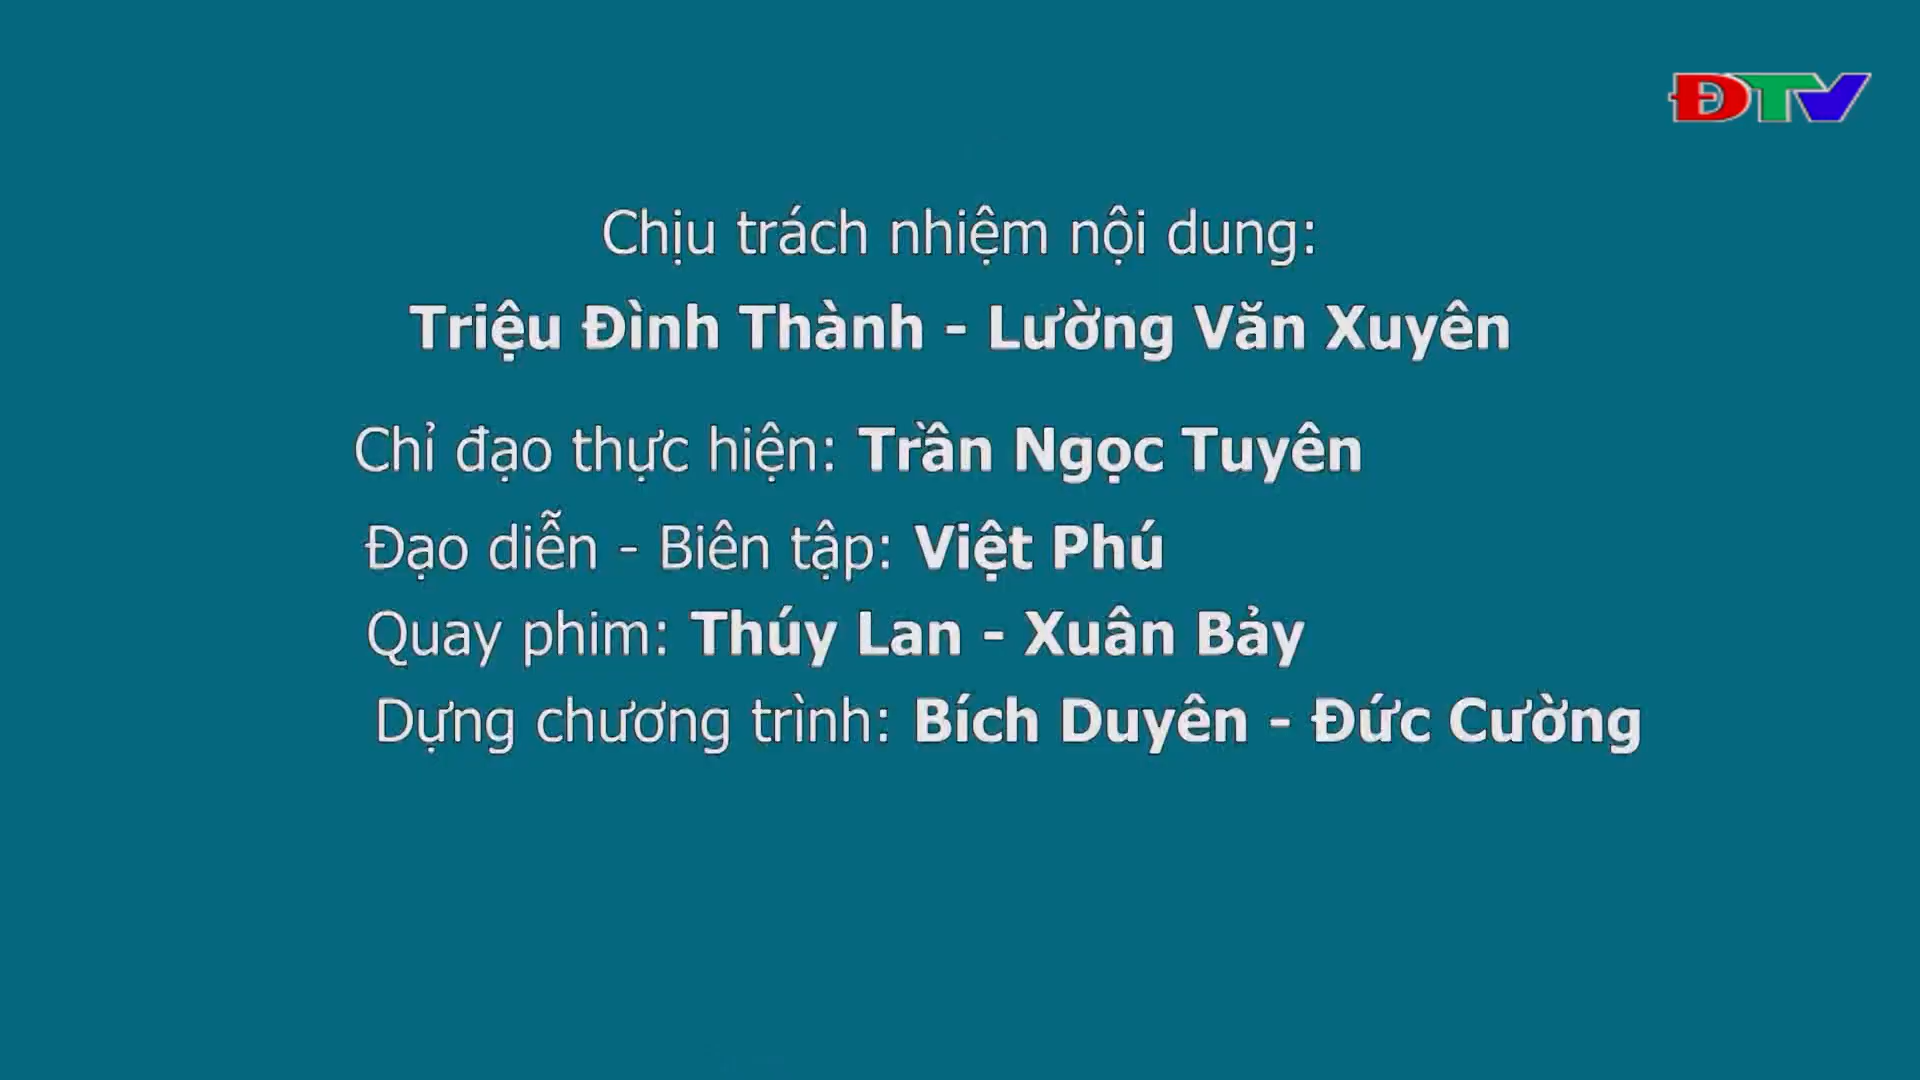 ĐTV
Chịu trách nhiệm nội dung:
Triệu Đình Thành - Lường Văn Xuyên
Chỉ đạo thực hiện: Trần Ngọc Tuyên
Đạo diễn - Biên tập: Việt Phú
Quay phim: Thúy Lan - Xuân Bảy
Dựng chương trình: Bích Duyên - Đức Cường